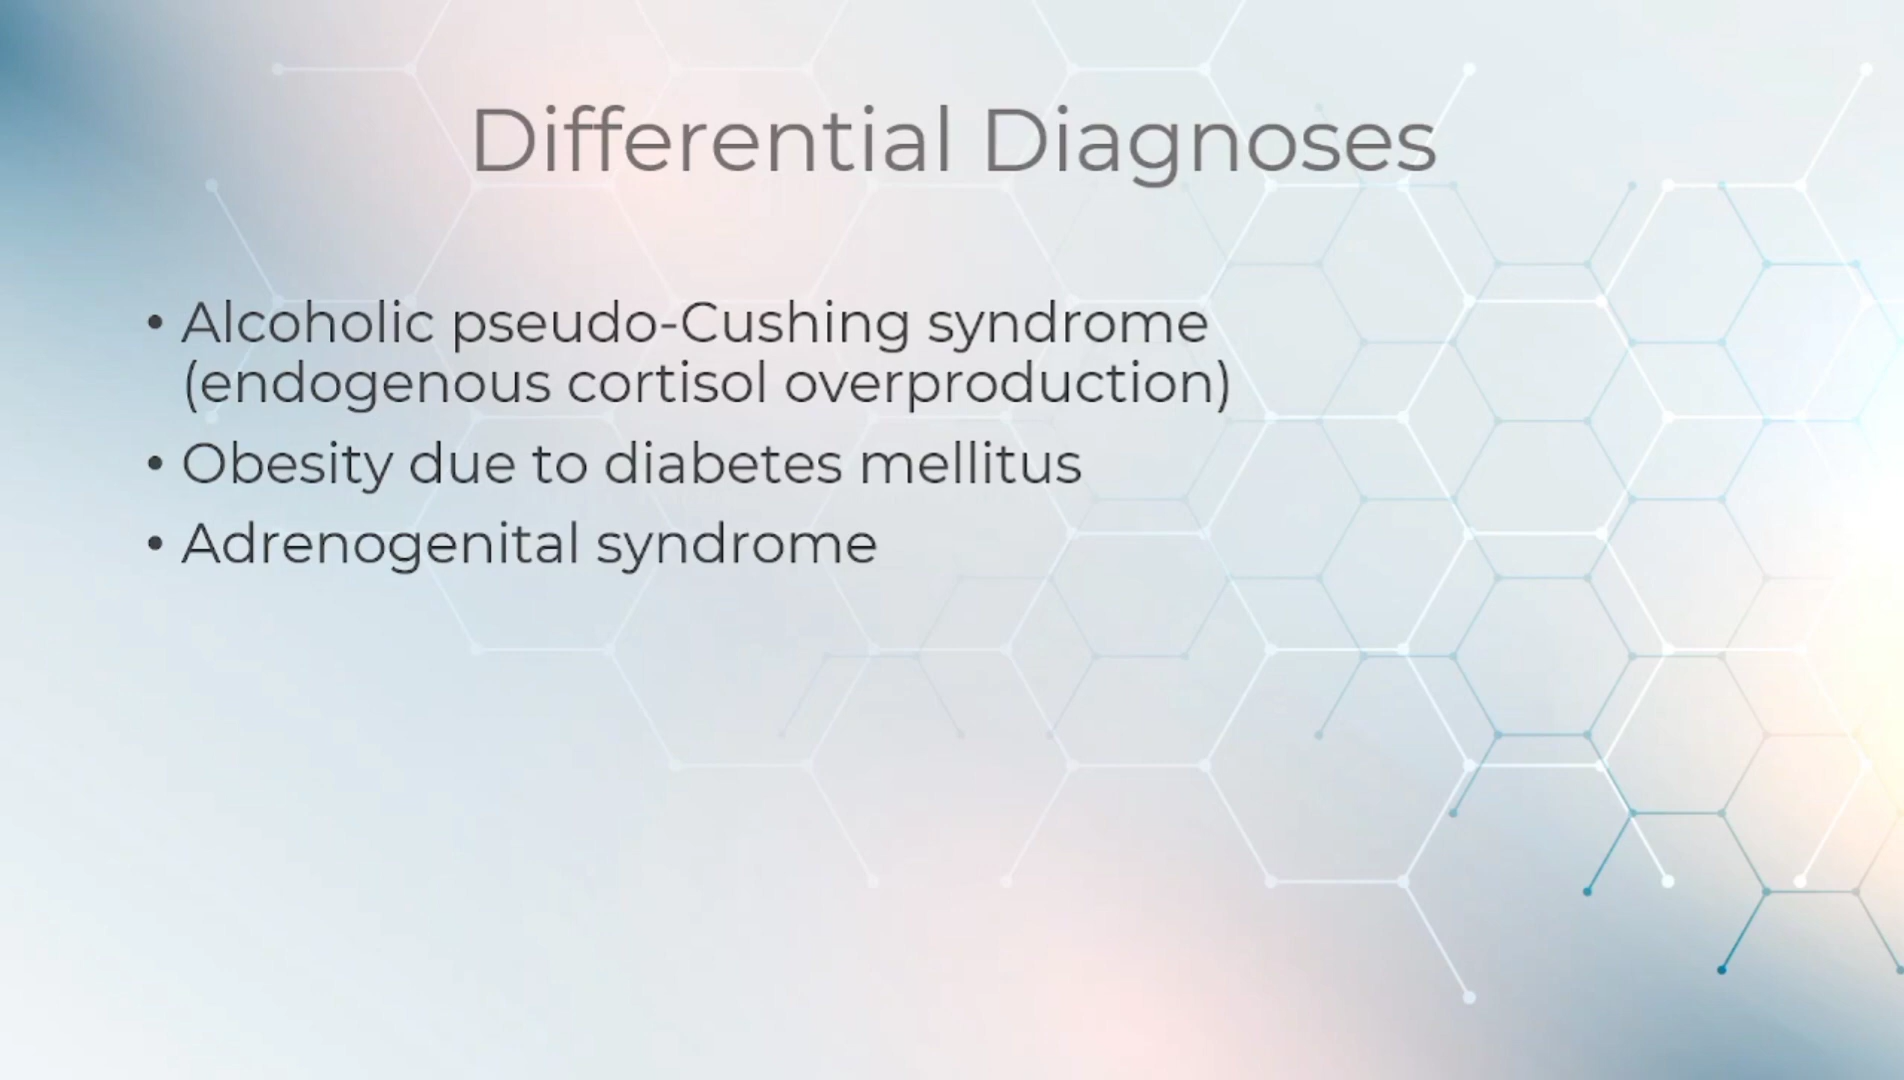 Differential Diagnoses
• Alcoholic pseudo-Cushing syndrome
(endogenous cortisol overproduction)
• Obesity due to diabetes mellitus
• Adrenogenital syndrome